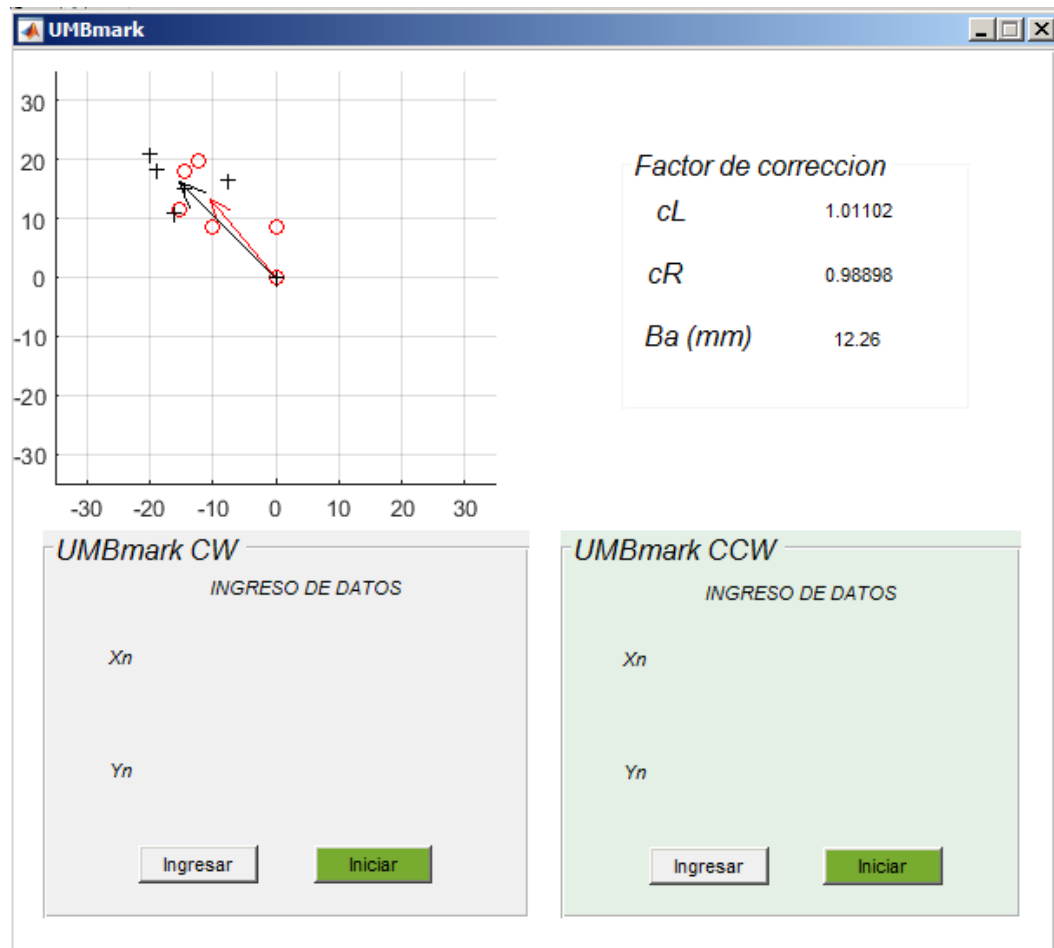 UMBmark
30
20
10
0
-10
-20
-30
-30 -20 -10 0 10 20 30
Factor de correccion
cL 1.01102
cR 0.98898
Ba (mm) 12.26
UMBmark CW
INGRESO DE DATOS
Xn
Yn
Ingresar Iniciar
UMBmark CCW
INGRESO DE DATOS
Xn
Yn
Ingresar Iniciar